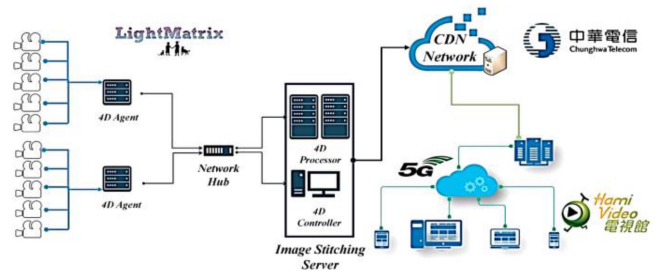 LightMatrix
4D Agent
4D Agent
Network
Hub
4D
Processor
4D
Controller
Image Stitching
Server
CDN
Network
中華電信
Chunghwa Telecom
5G
Hami
Video
電視館